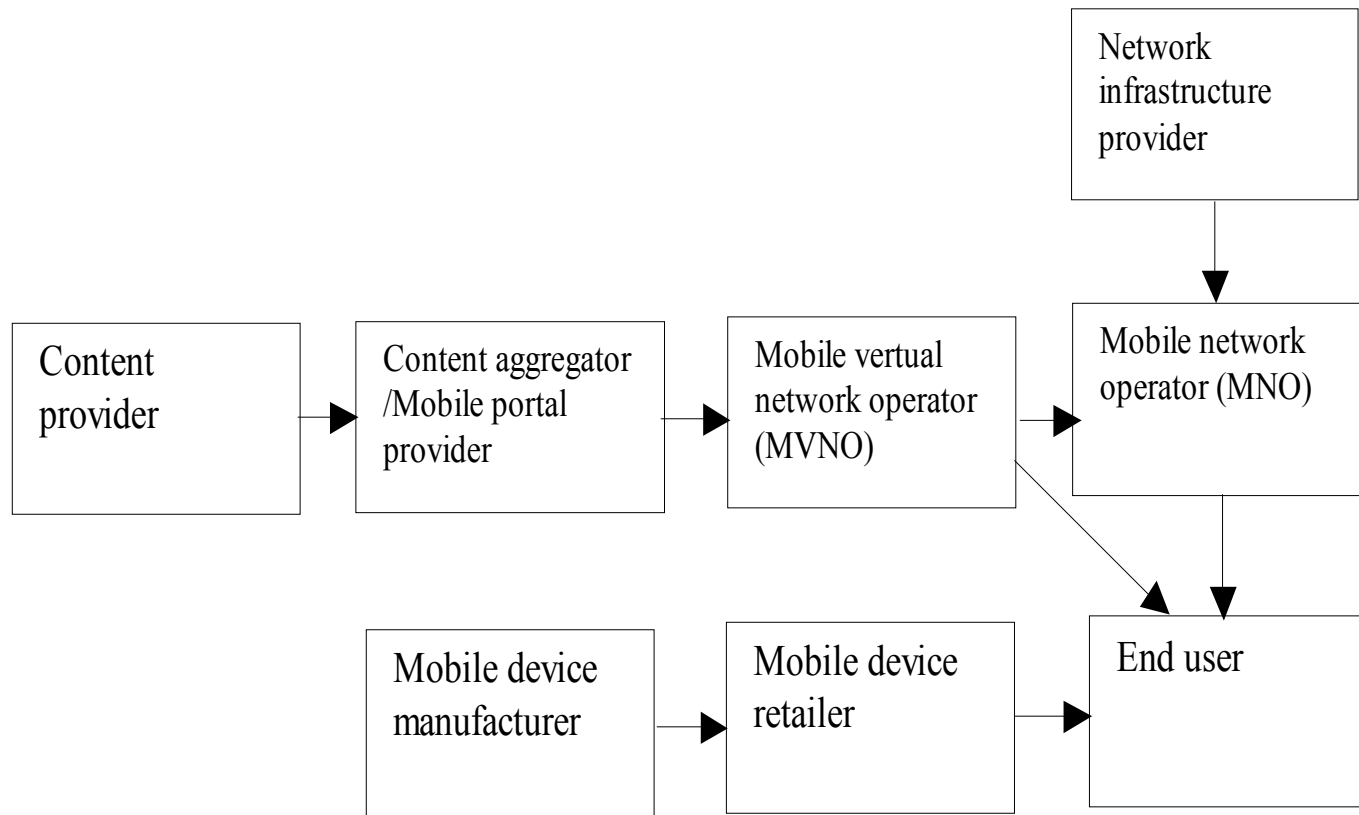 Network
infrastructure
provider
Content
provider
Content aggregator
/Mobile portal
provider
Mobile vertual
network operator
(MVNO)
Mobile network
operator (MNO)
Mobile device
manufacturer
Mobile device
retailer
End user